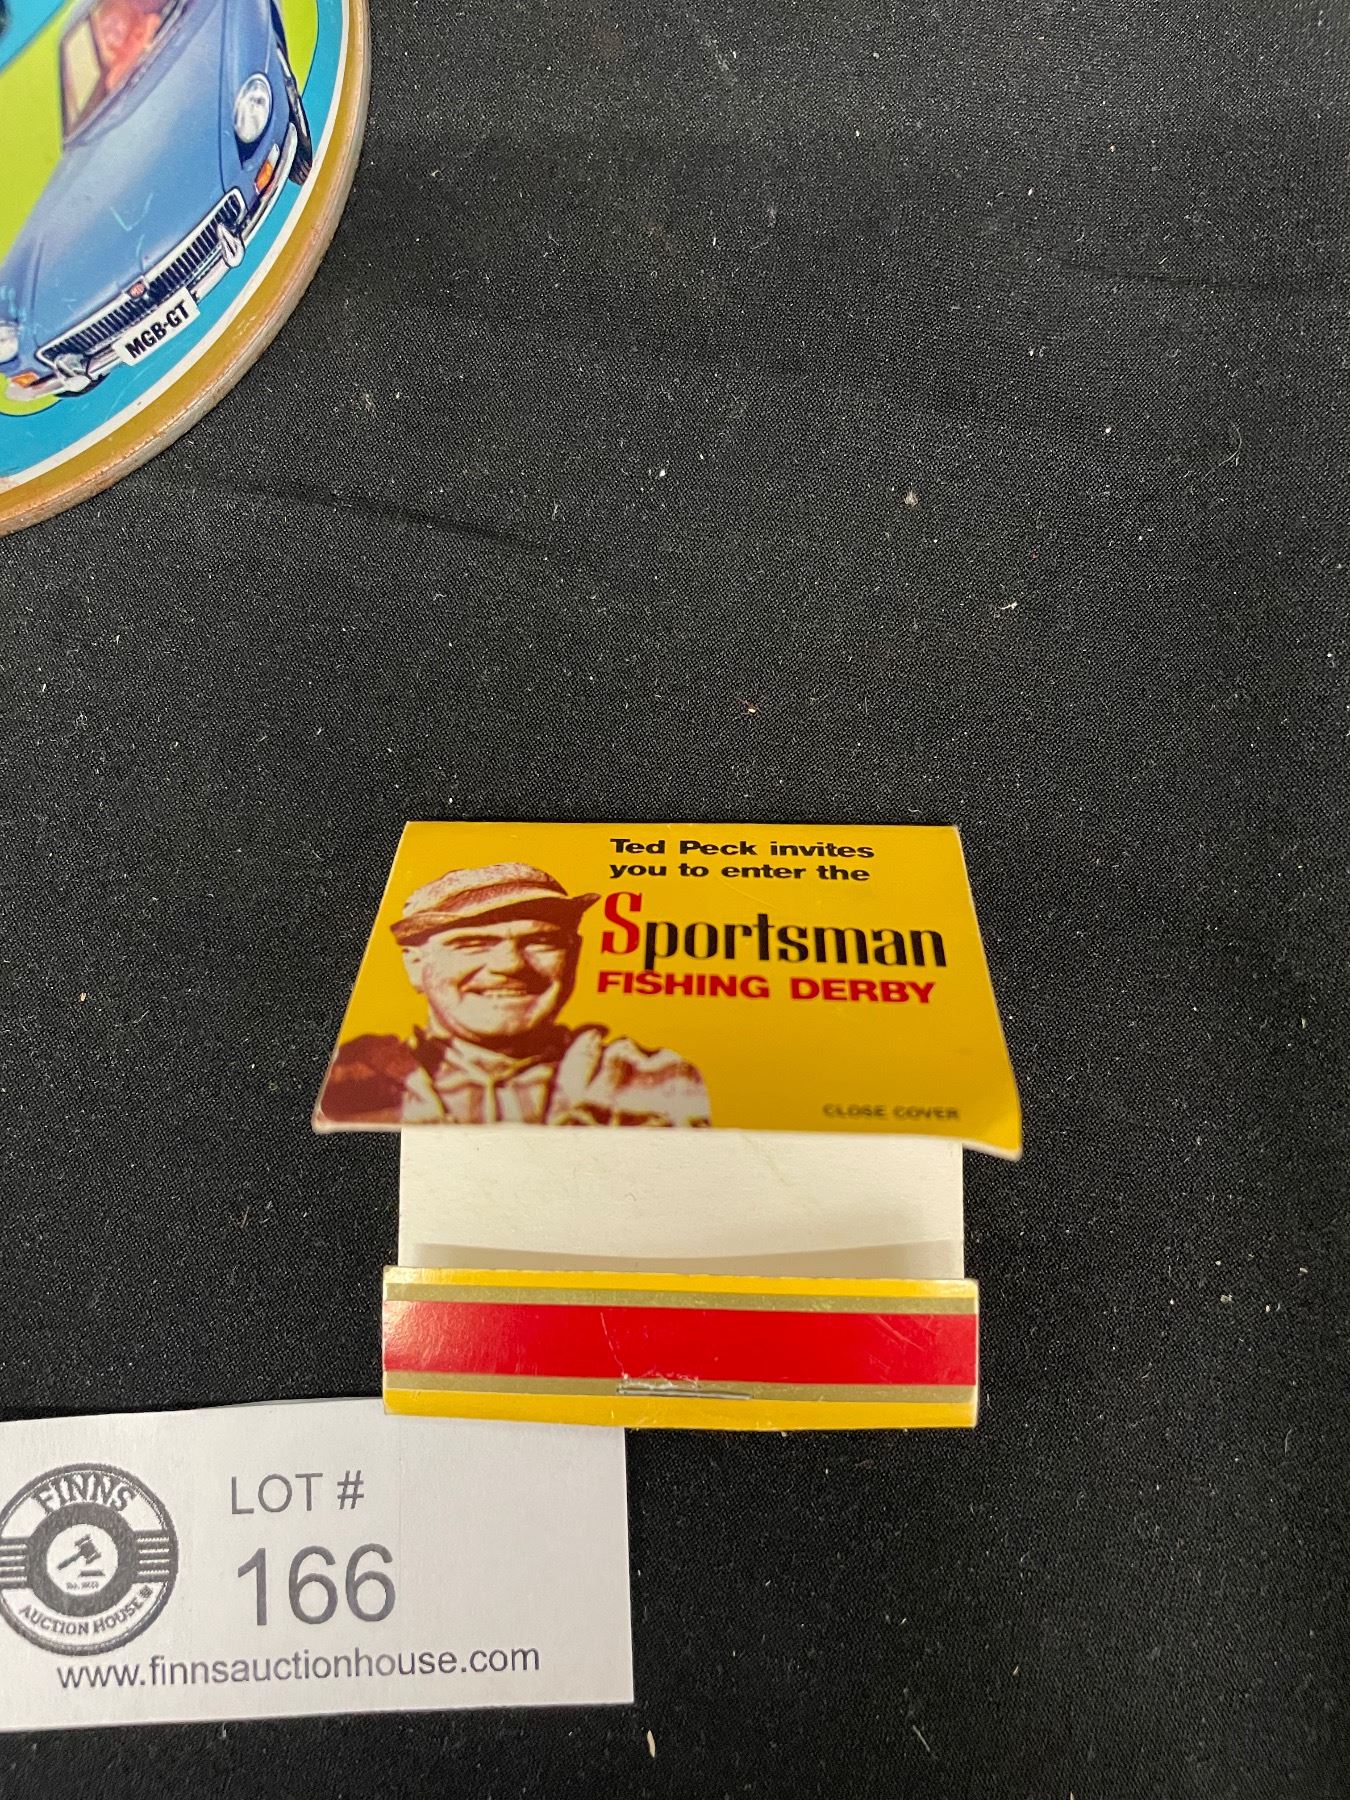 MGB-GT
Ted Peck invites
you to enter the
Sportsman
FISHING DERBY
CLOSE COVER
FINNS
AUCTION HOUSE
LOT #
166
www.finnsauctionhouse.com